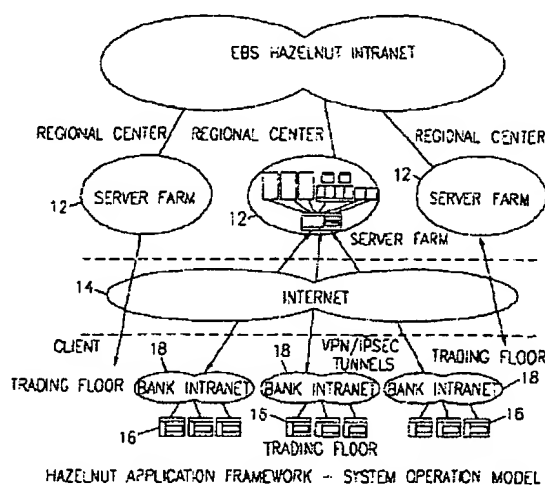 EBS HAZELNUT INTRANET
REGIONAL CENTER
REGIONAL CENTER
REGIONAL CENTER
12
SERVER FARM
12
SERVER FARM
12
SERVER FARM
14
INTERNET
CLIENT
18
18
VPN/IPSEC
TUNNELS
TRADING FLOOR
18
TRADING FLOOR
BANK INTRANET
BANK INTRANET
BANK INTRANET
16
16
16
TRADING FLOOR
HAZELNUT APPLICATION FRAMEWORK - SYSTEM OPERATION MODEL